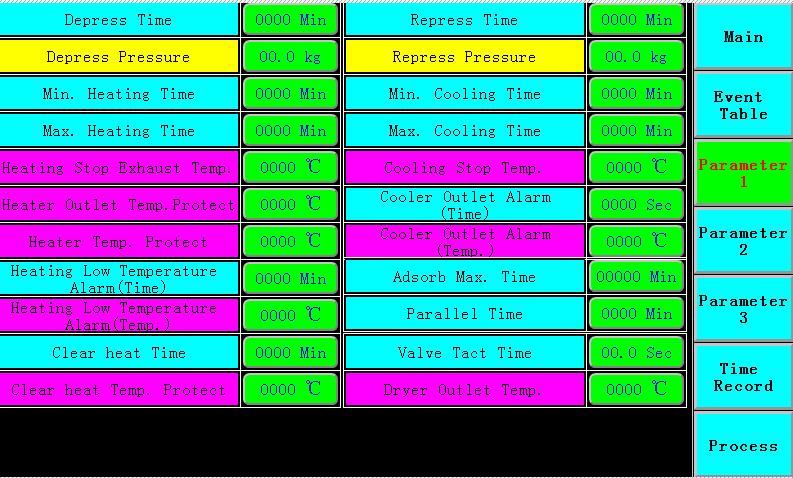 Depress Time 0000 Min Repress Time 0000 Min
Depress Pressure 00.0 kg Repress Pressure 00.0 kg
Min. Heating Time 0000 Min Min. Cooling Time 0000 Min
Max. Heating Time 0000 Min Max. Cooling Time 0000 Min
Heating Stop Exhaust Temp. 0000 ℃ Cooling Stop Temp. 0000 ℃
Heater Outlet Temp.Protect 0000 ℃ Cooler Outlet Alarm
(Time) 0000 Sec
Heater Temp. Protect 0000 ℃ Cooler Outlet Alarm
(Temp.) 0000 ℃
Heating Low Temperature
Alarm(Time) 0000 Min Adsorb Max. Time 00000 Min
Heating Low Temperature
Alarm(Temp.) 0000 ℃ Parallel Time 0000 Min
Clear heat Time 0000 Min Valve Tact Time 00.0 Sec
Clear heat Temp. Protect 0000 ℃ Dryer Outlet Temp. 0000 ℃
Main
Event
Table
Parameter
1
Parameter
2
Parameter
3
Time
Record
Process